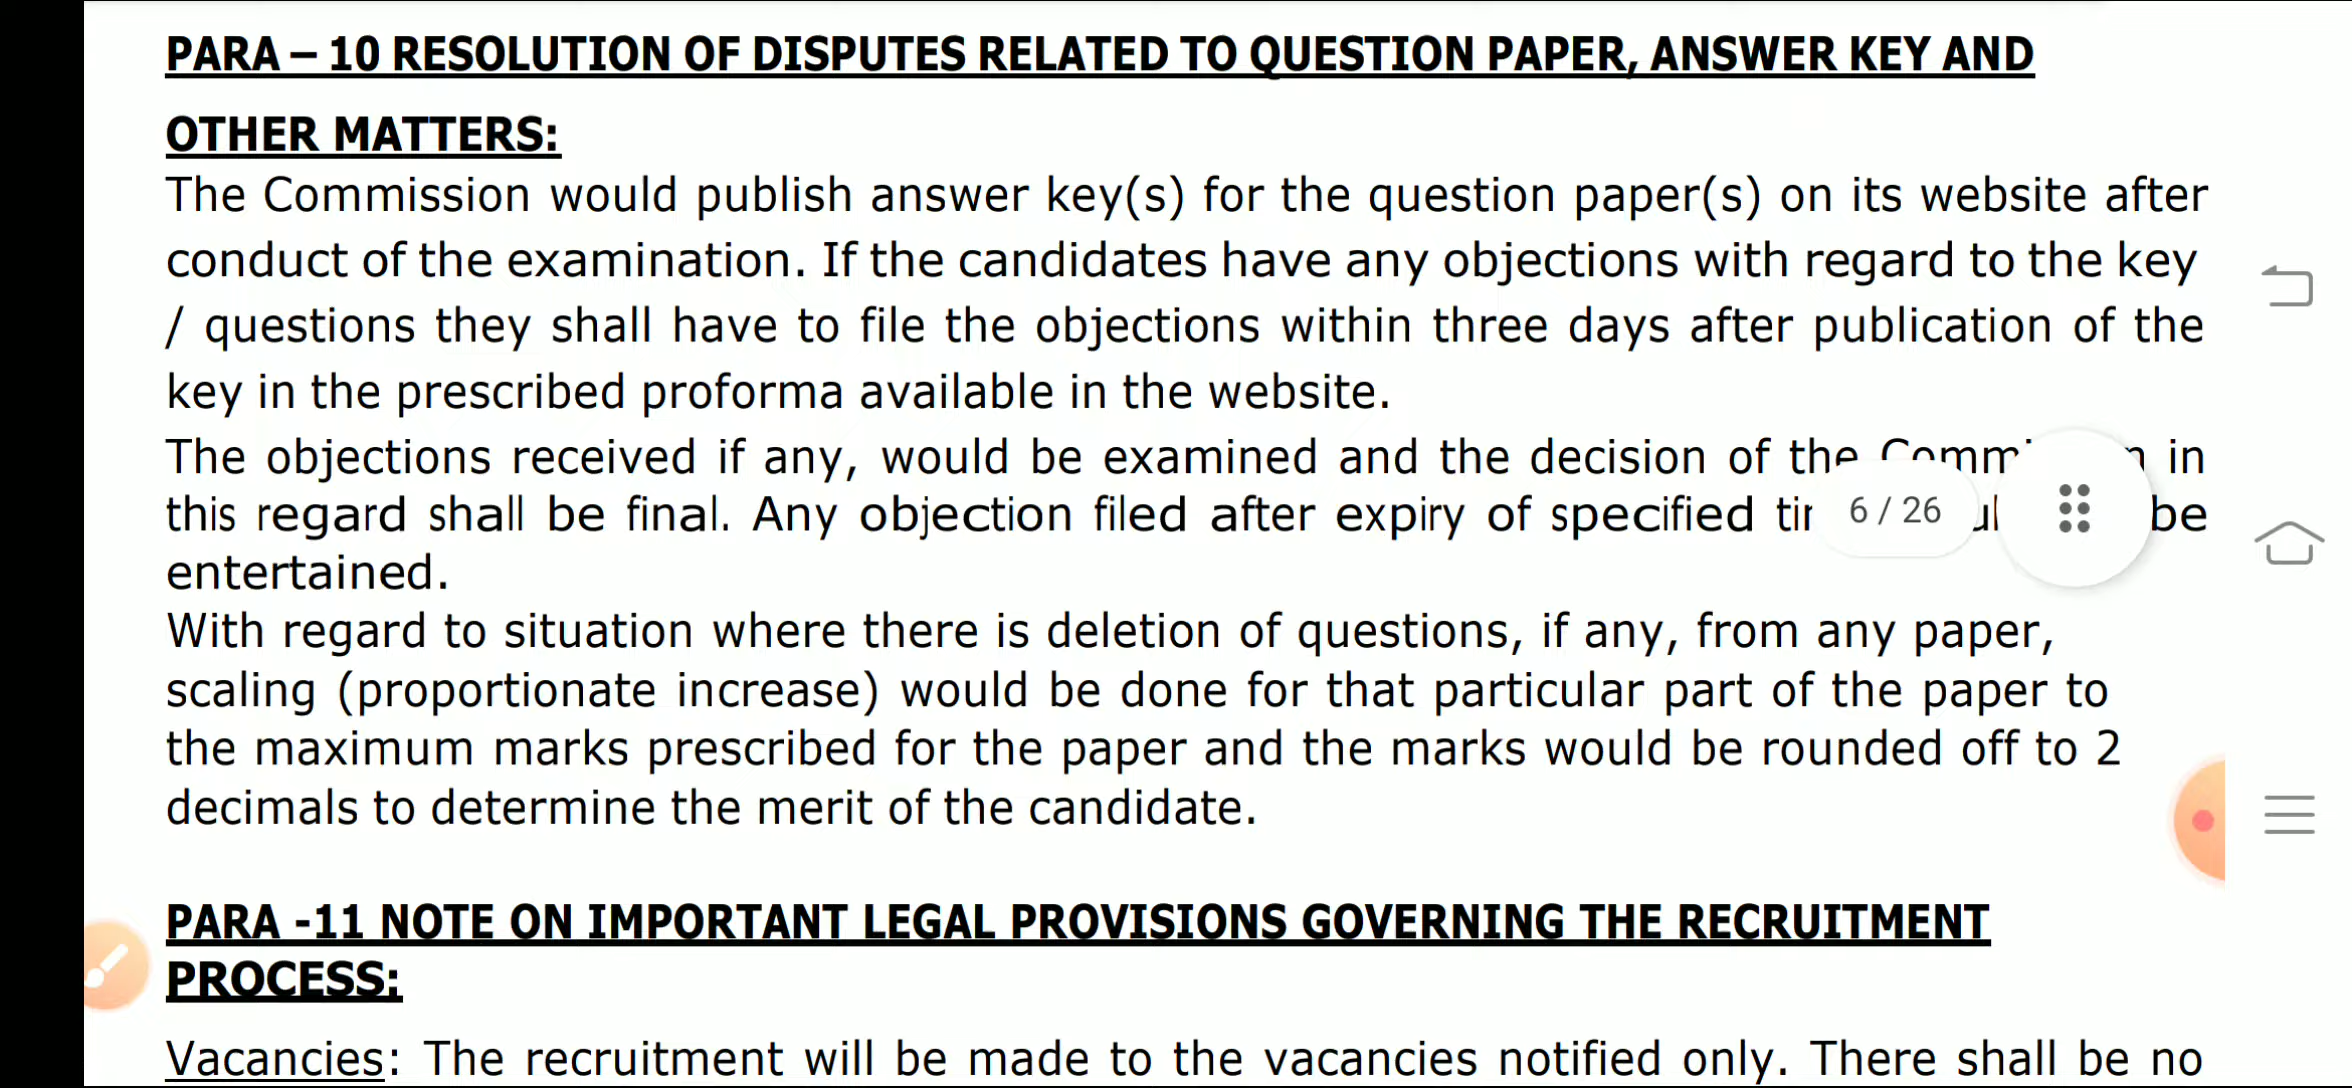 PARA – 10 RESOLUTION OF DISPUTES RELATED TO QUESTION PAPER, ANSWER KEY AND
OTHER MATTERS:
The Commission would publish answer key(s) for the question paper(s) on its website after
conduct of the examination. If the candidates have any objections with regard to the key
/ questions they shall have to file the objections within three days after publication of the
key in the prescribed proforma available in the website.
The objections received if any, would be examined and the decision of the in
this regard shall be final. Any objection filed after expiry of specified be
6 / 26
entertained.
With regard to situation where there is deletion of questions, if any, from any paper,
scaling (proportionate increase) would be done for that particular part of the paper to
the maximum marks prescribed for the paper and the marks would be rounded off to 2
decimals to determine the merit of the candidate.
PARA -11 NOTE ON IMPORTANT LEGAL PROVISIONS GOVERNING THE RECRUITMENT
PROCESS:
Vacancies: The recruitment will be made to the vacancies notified only. There shall be no